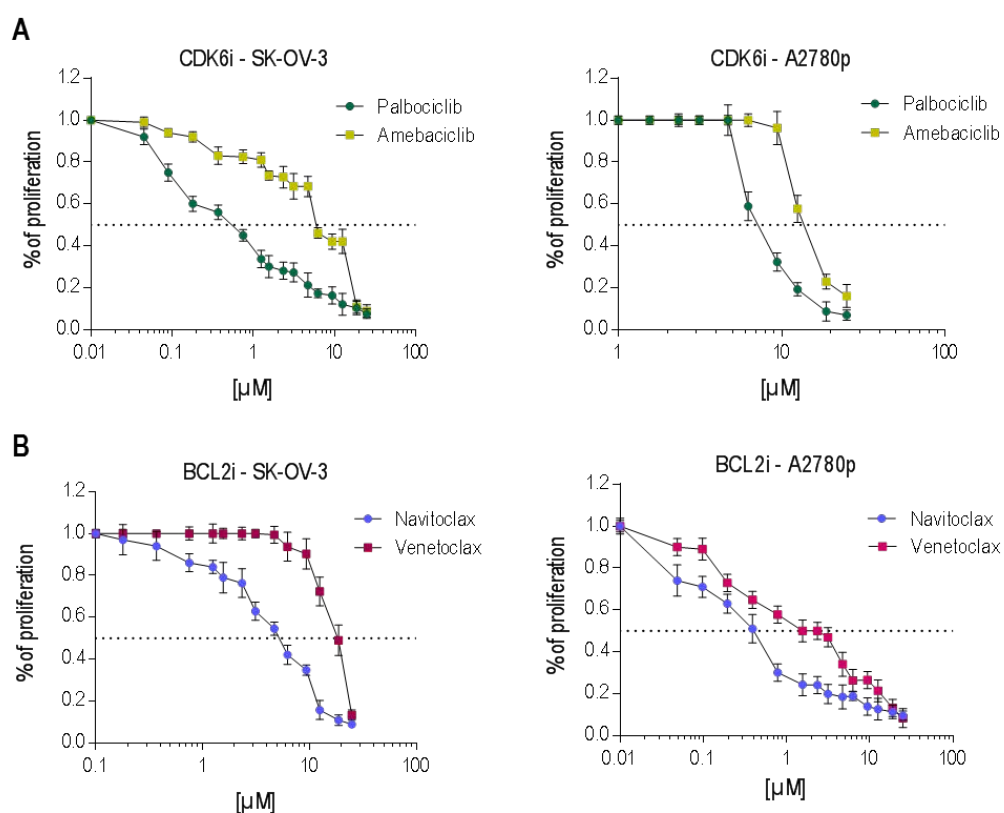 A
CDK6i - SK-OV-3
% of proliferation
1.2
1.0
0.8
0.6
0.4
0.2
0.0
0.01
0.1
1
10
100
[µM]
Palbociclib
Amebaciclib
CDK6i - A2780p
% of proliferation
1.2
1.0
0.8
0.6
0.4
0.2
0.0
1
10
100
[µM]
Palbociclib
Amebaciclib
B
BCL2i - SK-OV-3
% of proliferation
1.2
1.0
0.8
0.6
0.4
0.2
0.0
0.1
1
10
100
[µM]
Navitoclax
Venetoclax
BCL2i - A2780p
% of proliferation
1.2
1.0
0.8
0.6
0.4
0.2
0.0
0.01
0.1
1
10
100
[µM]
Navitoclax
Venetoclax